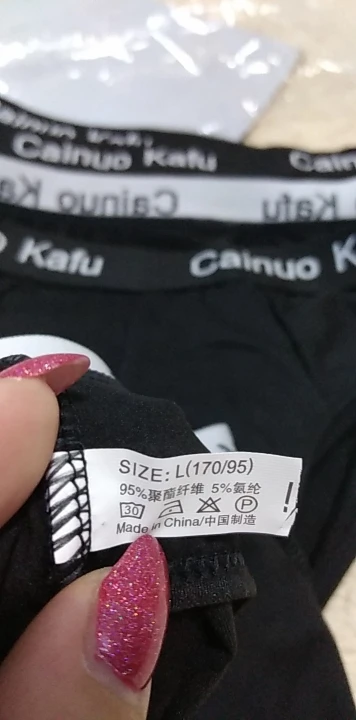 Cainuo Kafu
Cainuo Kafu
Kafu
Cainuo
SIZE: L(170/95)
95%聚酯纤维 5%氨纶
30
P
Made in China/中国制造
!